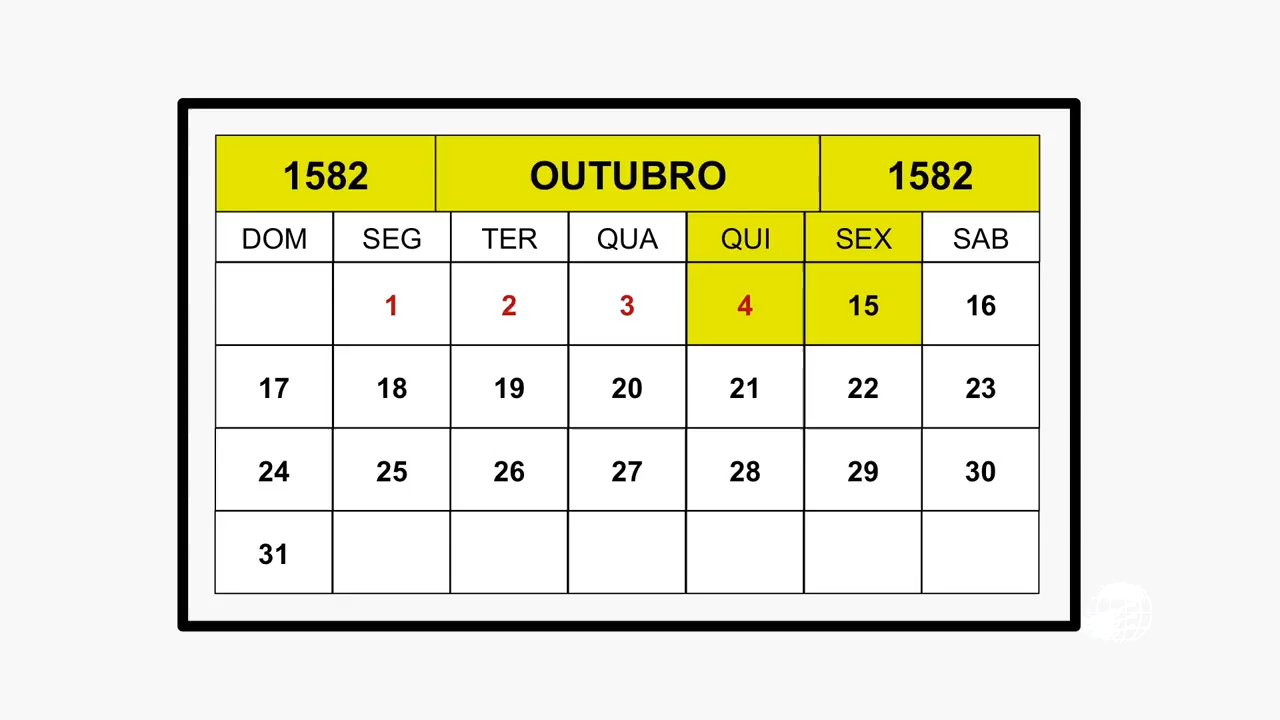 1582 OUTUBRO 1582
DOM SEG TER QUA QUI SEX SAB
1 2 3 4 15 16
17 18 19 20 21 22 23
24 25 26 27 28 29 30
31